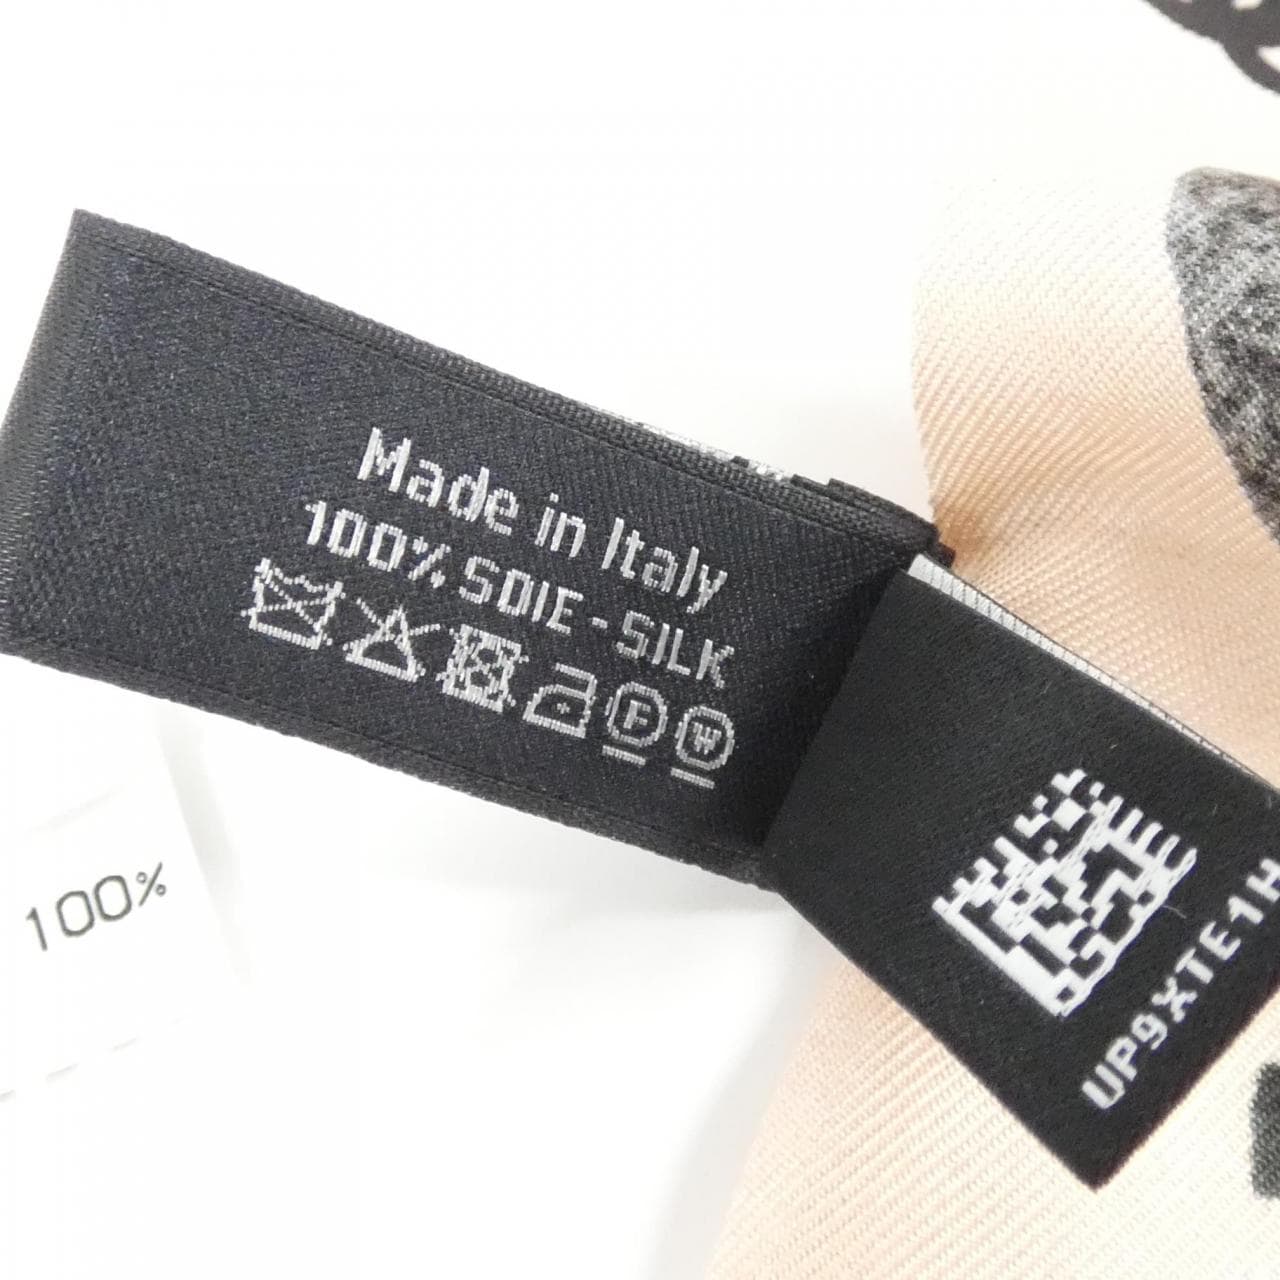 Made in Italy
100% SOIE - SILK
F W
100%
UP9XTE1H